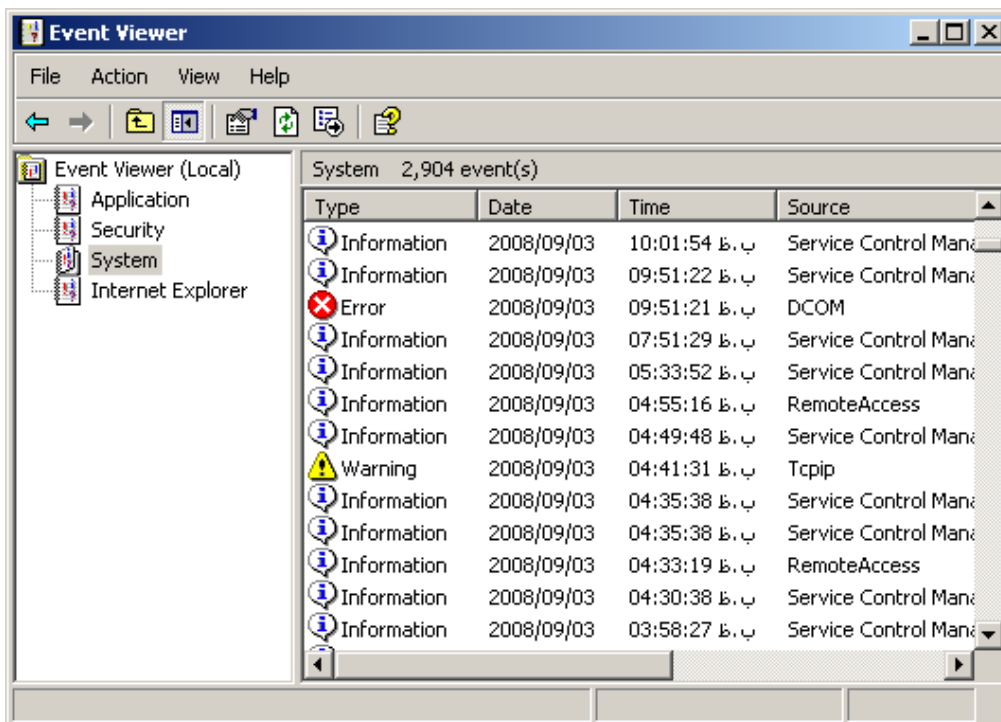 Event Viewer
File Action View Help
Event Viewer (Local)
Application
Security
System
Internet Explorer
System 2,904 event(s)
Type Date Time Source
Information 2008/09/03 10:01:54 ب.ظ Service Control Mana
Information 2008/09/03 09:51:22 ب.ظ Service Control Mana
Error 2008/09/03 09:51:21 ب.ظ DCOM
Information 2008/09/03 07:51:29 ب.ظ Service Control Mana
Information 2008/09/03 05:33:52 ب.ظ Service Control Mana
Information 2008/09/03 04:55:16 ب.ظ RemoteAccess
Information 2008/09/03 04:49:48 ب.ظ Service Control Mana
Warning 2008/09/03 04:41:31 ب.ظ Tcpip
Information 2008/09/03 04:35:38 ب.ظ Service Control Mana
Information 2008/09/03 04:35:38 ب.ظ Service Control Mana
Information 2008/09/03 04:33:19 ب.ظ RemoteAccess
Information 2008/09/03 04:30:38 ب.ظ Service Control Mana
Information 2008/09/03 03:58:27 ب.ظ Service Control Mana